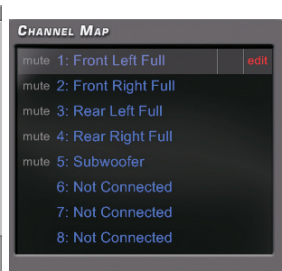 CHANNEL MAP
mute 1: Front Left Full edit
mute 2: Front Right Full
mute 3: Rear Left Full
mute 4: Rear Right Full
mute 5: Subwoofer
6: Not Connected
7: Not Connected
8: Not Connected